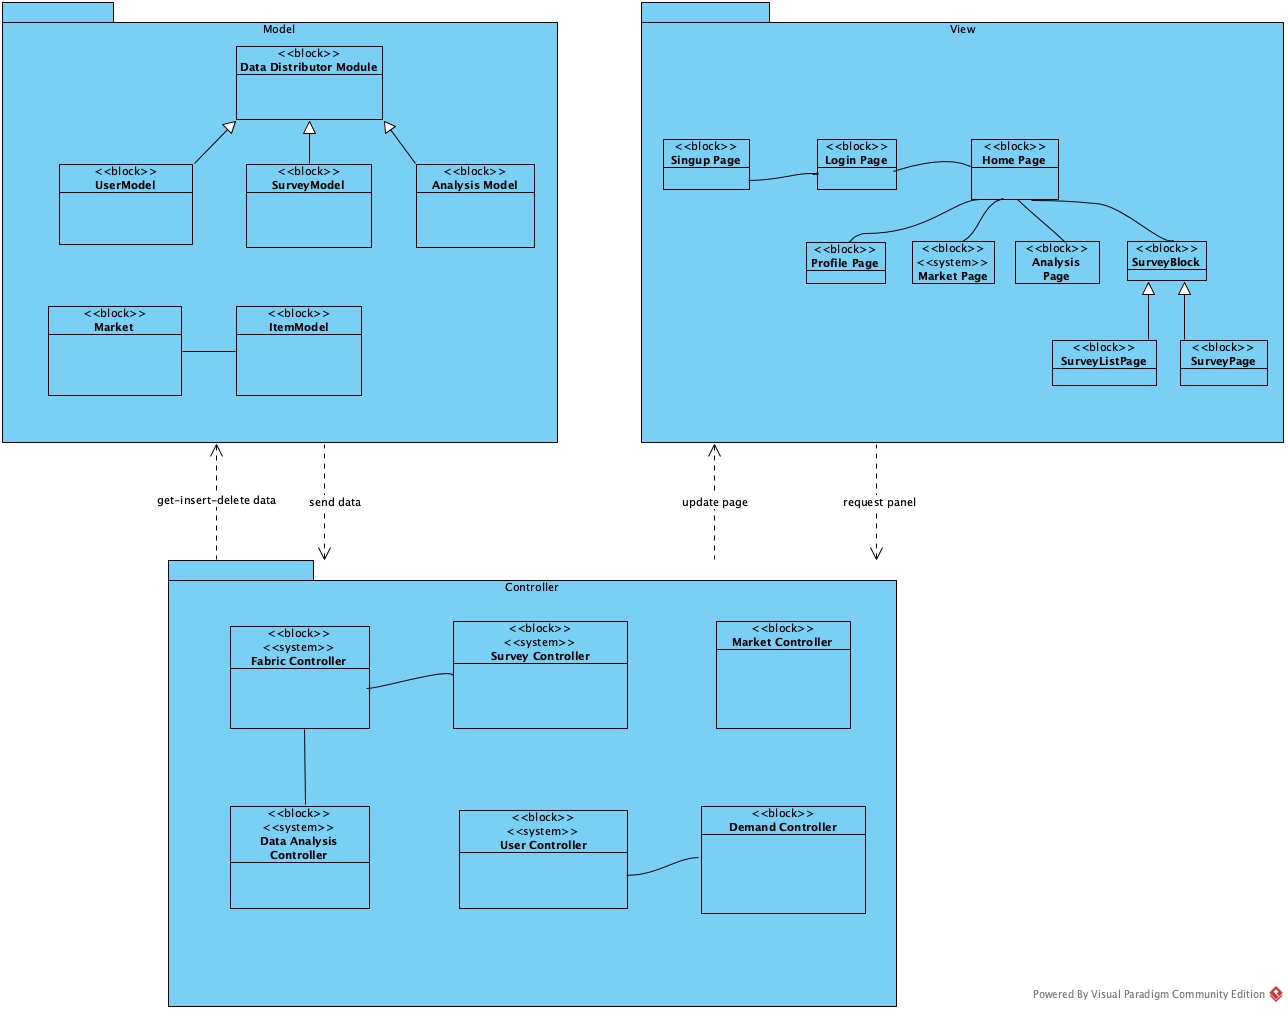 Model
<<block>>
Data Distributor Module
<<block>>
UserModel
<<block>>
SurveyModel
<<block>>
Analysis Model
<<block>>
Market
<<block>>
ItemModel
View
<<block>>
Singup Page
<<block>>
Login Page
<<block>>
Home Page
<<block>>
Profile Page
<<block>>
<<system>>
Market Page
<<block>>
Analysis
Page
<<block>>
SurveyBlock
<<block>>
SurveyListPage
<<block>>
SurveyPage
get-insert-delete data
send data
update page
request panel
Controller
<<block>>
<<system>>
Fabric Controller
<<block>>
<<system>>
Survey Controller
<<block>>
Market Controller
<<block>>
<<system>>
Data Analysis
Controller
<<block>>
<<system>>
User Controller
<<block>>
Demand Controller
Powered By Visual Paradigm Community Edition